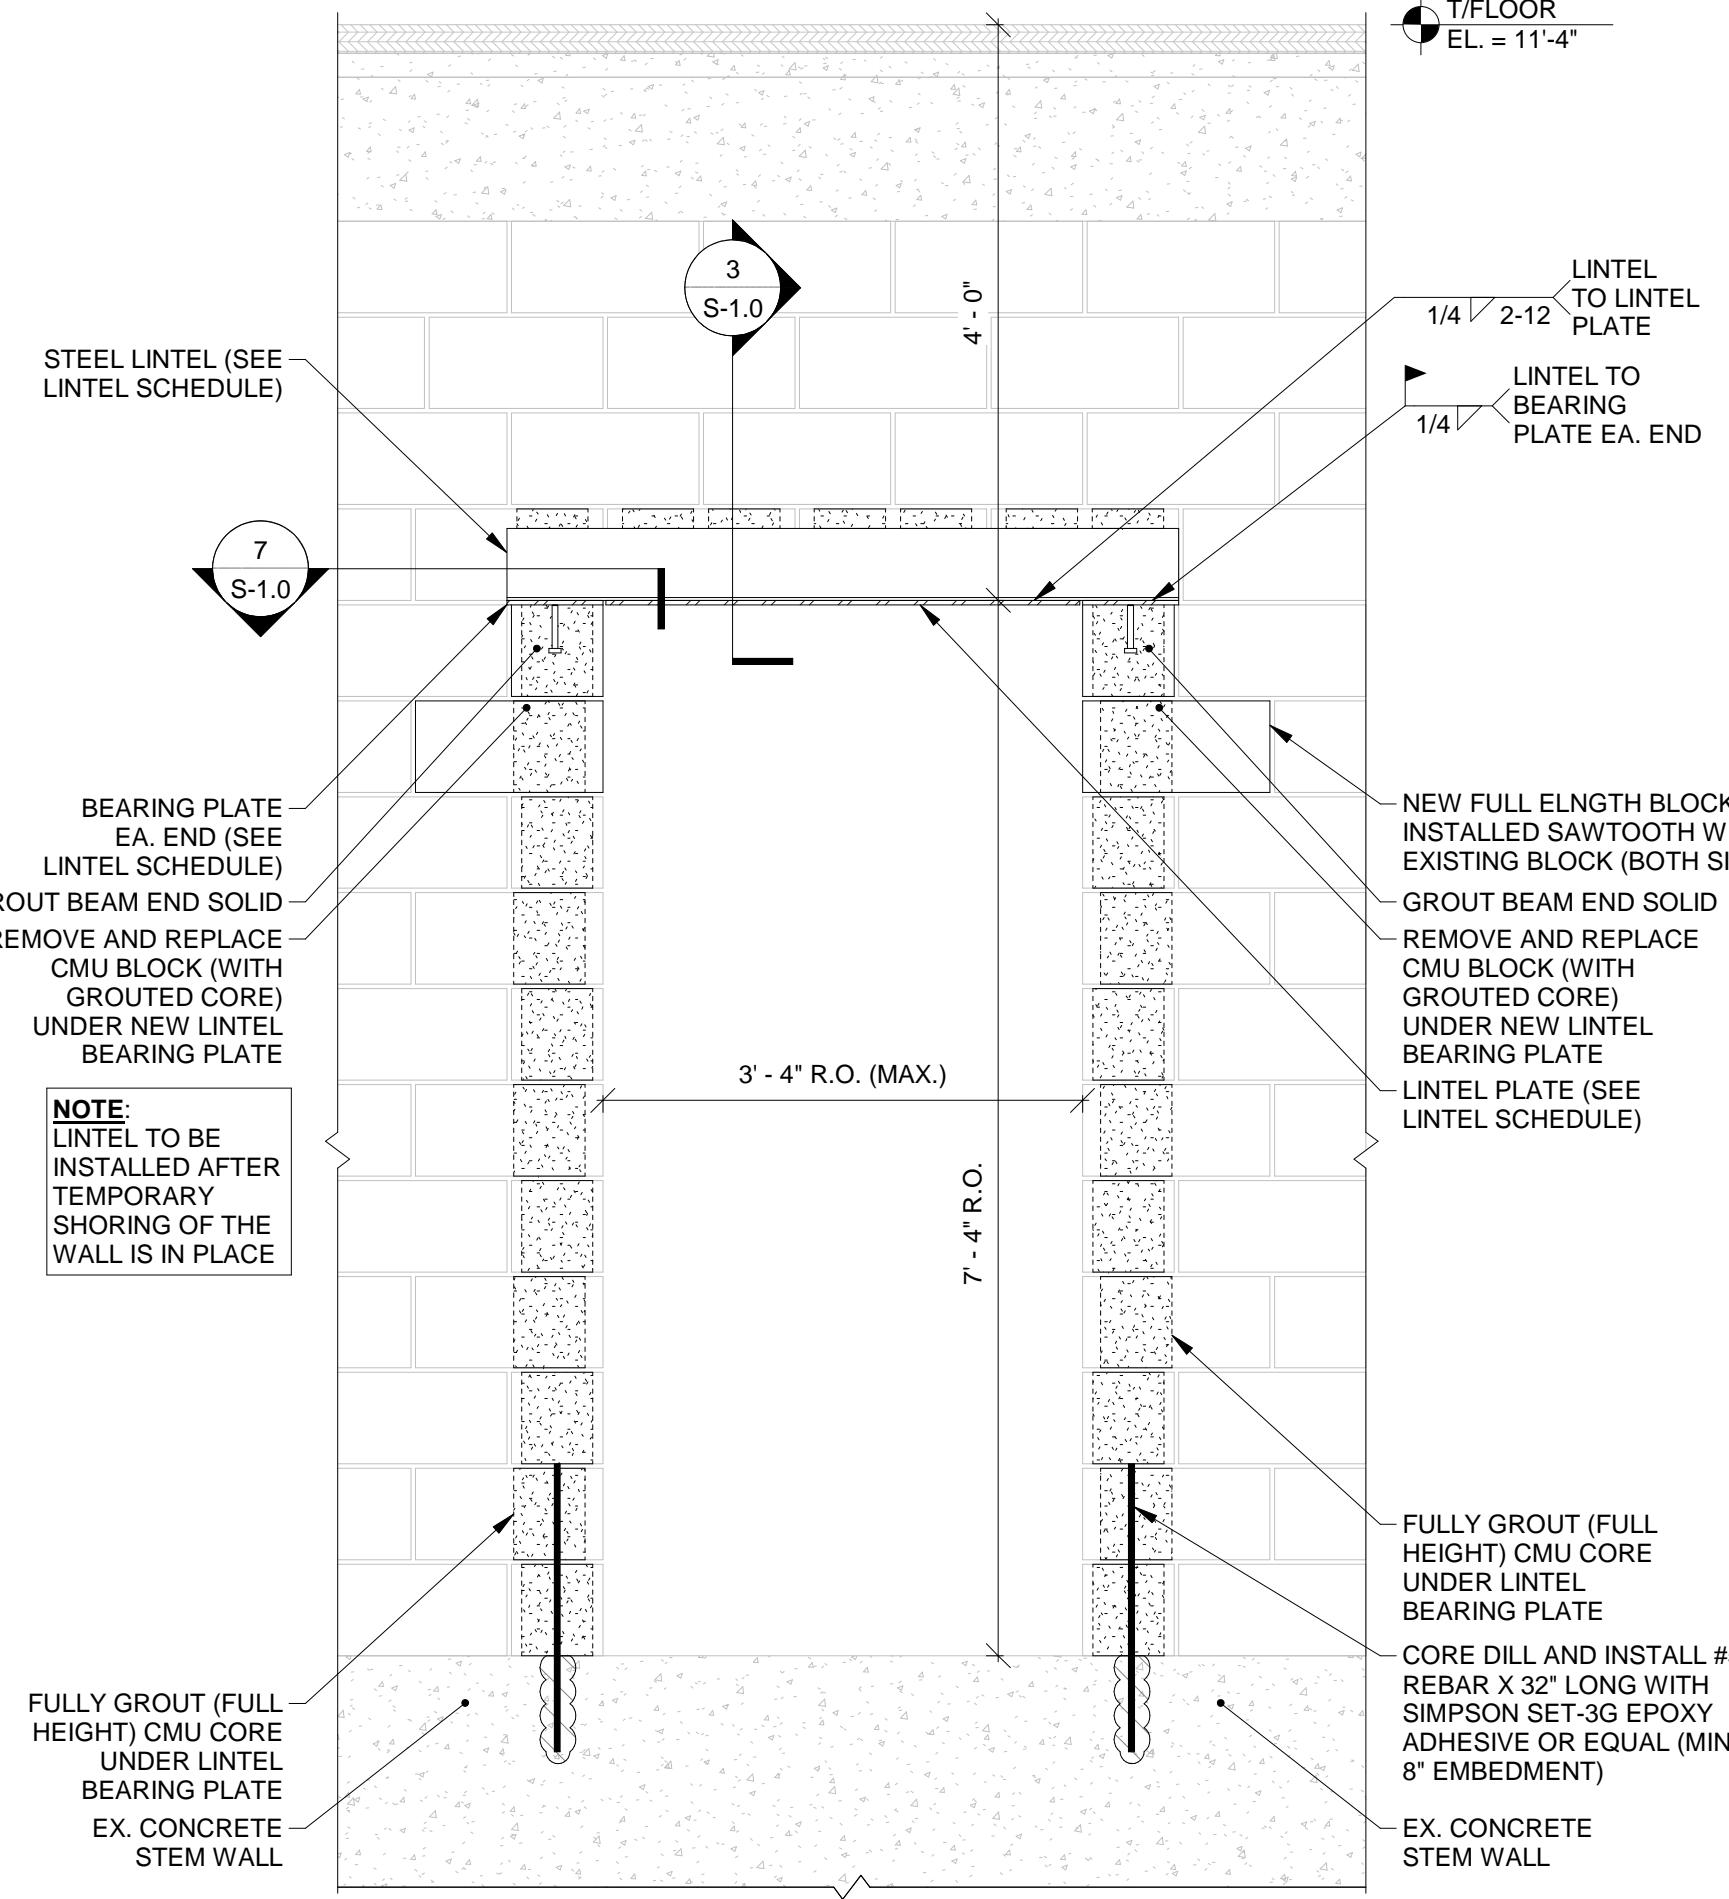 T/FLOOR
EL. = 11'-4"
3
S-1.0
4' - 0"
LINTEL
TO LINTEL
PLATE
1/4
2-12
LINTEL TO
BEARING
PLATE EA. END
1/4
STEEL LINTEL (SEE
LINTEL SCHEDULE)
7
S-1.0
BEARING PLATE
EA. END (SEE
LINTEL SCHEDULE)
ROUT BEAM END SOLID
REMOVE AND REPLACE
CMU BLOCK (WITH
GROUTED CORE)
UNDER NEW LINTEL
BEARING PLATE
NOTE:
LINTEL TO BE
INSTALLED AFTER
TEMPORARY
SHORING OF THE
WALL IS IN PLACE
3' - 4" R.O. (MAX.)
7' - 4" R.O.
NEW FULL ELNGTH BLOCK
INSTALLED SAWTOOTH W
EXISTING BLOCK (BOTH SI
GROUT BEAM END SOLID
REMOVE AND REPLACE
CMU BLOCK (WITH
GROUTED CORE)
UNDER NEW LINTEL
BEARING PLATE
LINTEL PLATE (SEE
LINTEL SCHEDULE)
FULLY GROUT (FULL
HEIGHT) CMU CORE
UNDER LINTEL
BEARING PLATE
CORE DILL AND INSTALL #
REBAR X 32" LONG WITH
SIMPSON SET-3G EPOXY
ADHESIVE OR EQUAL (MIN
8" EMBEDMENT)
EX. CONCRETE
STEM WALL
FULLY GROUT (FULL
HEIGHT) CMU CORE
UNDER LINTEL
BEARING PLATE
EX. CONCRETE
STEM WALL